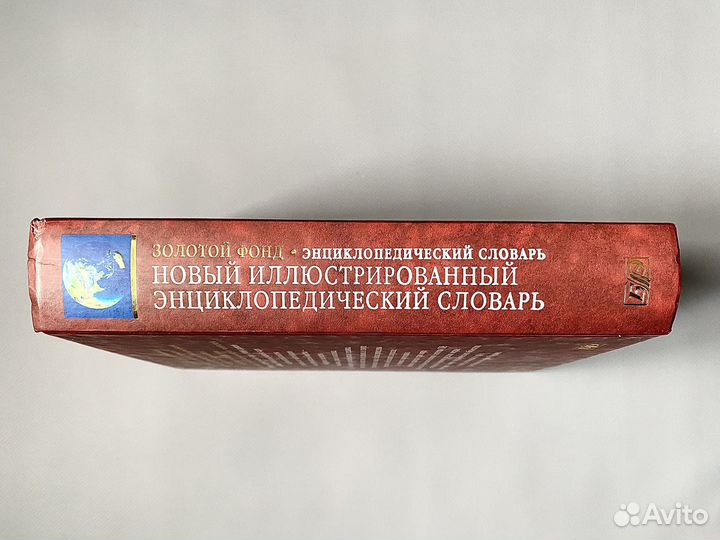 ЗОЛОТОЙ ФОНД • ЭНЦИКЛОПЕДИЧЕСКИЙ СЛОВАРЬ
НОВЫЙ ИЛЛЮСТРИРОВАННЫЙ
ЭНЦИКЛОПЕДИЧЕСКИЙ СЛОВАРЬ
Avito